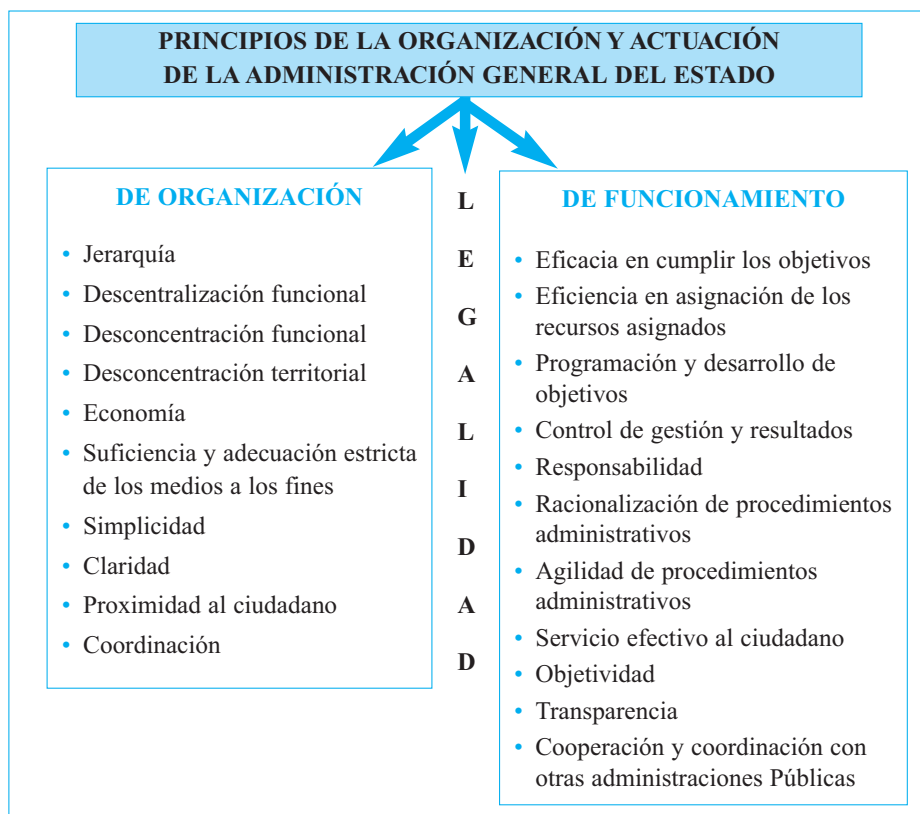 PRINCIPIOS DE LA ORGANIZACIÓN Y ACTUACIÓN
DE LA ADMINISTRACIÓN GENERAL DEL ESTADO
DE ORGANIZACIÓN
• Jerarquía
• Descentralización funcional
• Desconcentración funcional
• Desconcentración territorial
• Economía
• Suficiencia y adecuación estricta
de los medios a los fines
• Simplicidad
• Claridad
• Proximidad al ciudadano
• Coordinación
L
E
G
A
L
I
D
A
D
DE FUNCIONAMIENTO
• Eficacia en cumplir los objetivos
• Eficiencia en asignación de los
recursos asignados
• Programación y desarrollo de
objetivos
• Control de gestión y resultados
• Responsabilidad
• Racionalización de procedimientos
administrativos
• Agilidad de procedimientos
administrativos
• Servicio efectivo al ciudadano
• Objetividad
• Transparencia
• Cooperación y coordinación con
otras administraciones Públicas